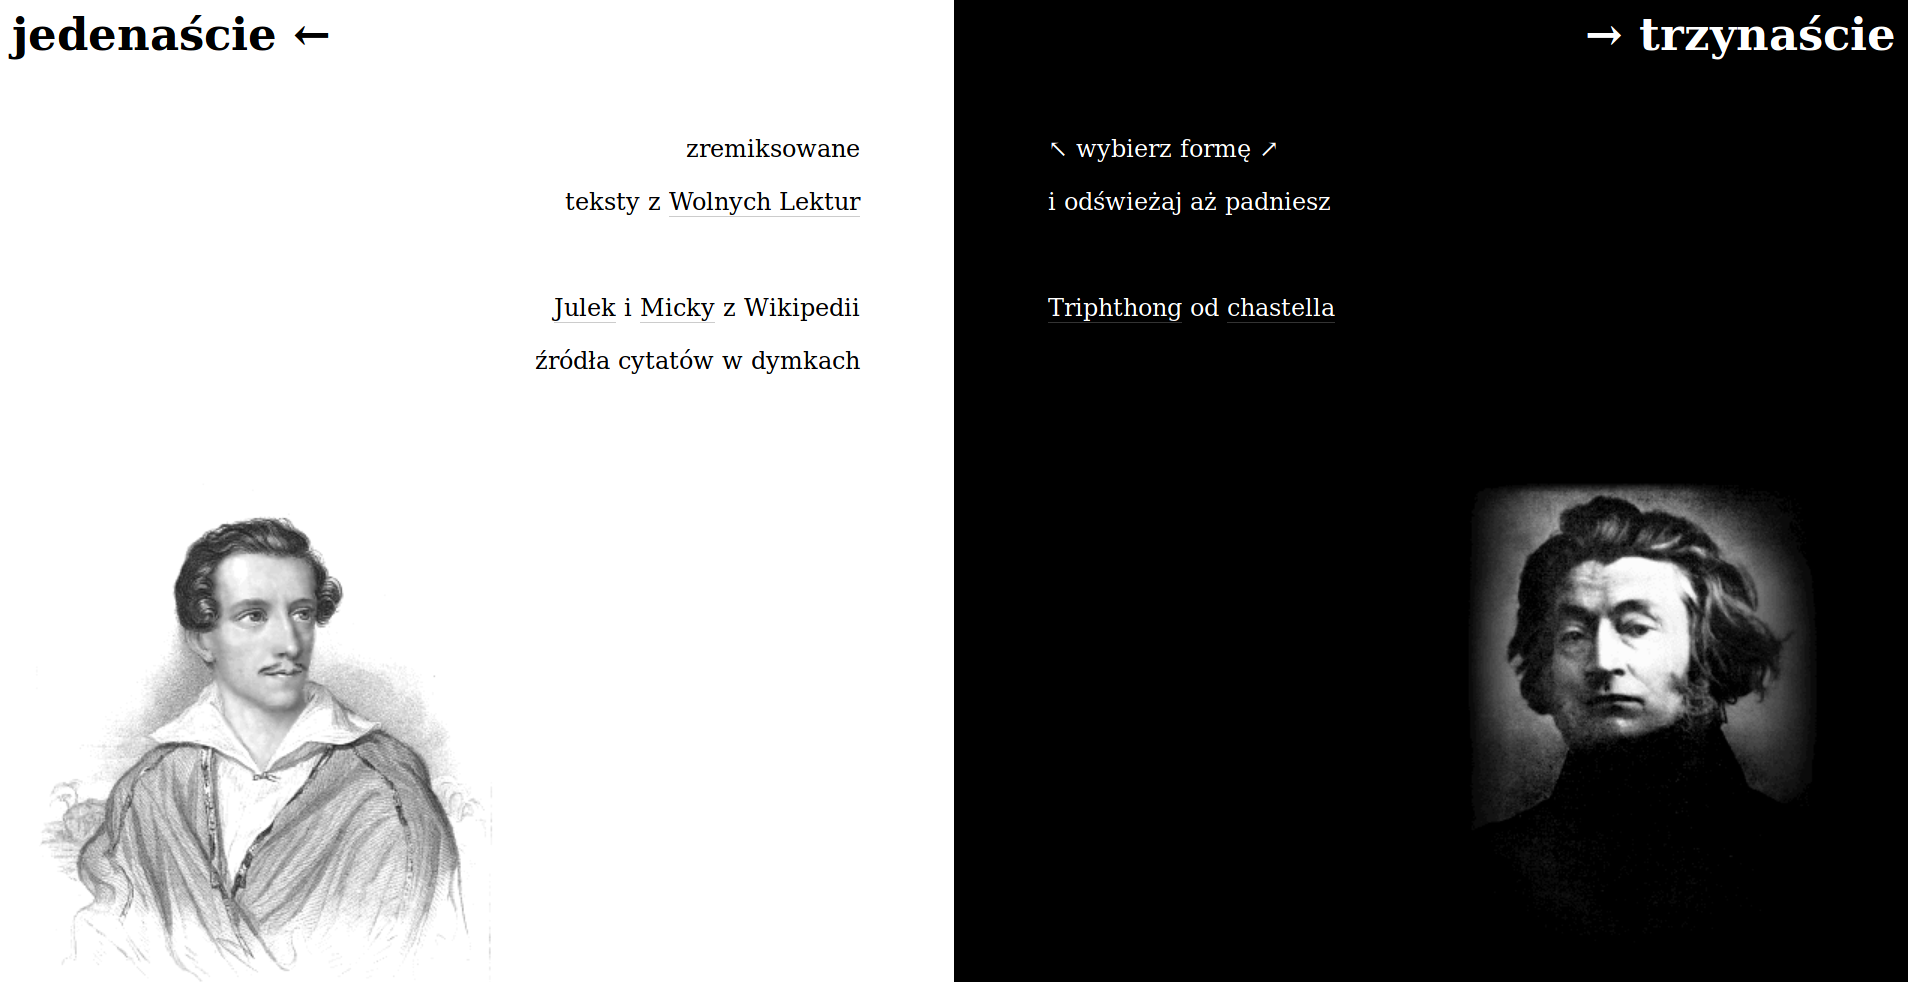 jedenaście ←
→ trzynaście
zremiksowane
teksty z Wolnych Lektur
Julek i Micky z Wikipedii
źródła cytatów w dymkach
↖ wybierz formę ↗
i odświeżaj aż padniesz
Triphthong od chastella